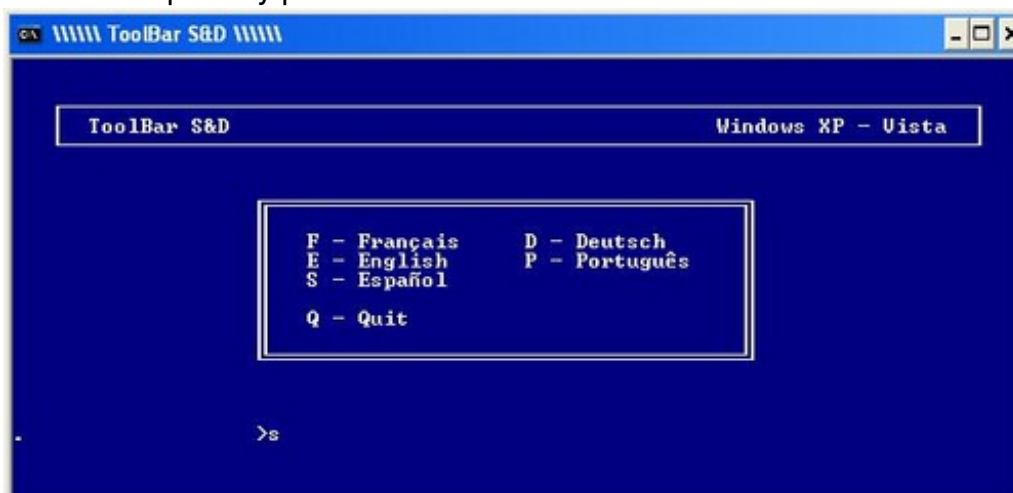 \\\\\\ ToolBar S&D \\\\\\
ToolBar S&D Windows XP - Vista
F - Français D - Deutsch
E - English P - Português
S - Español
Q - Quit
>s